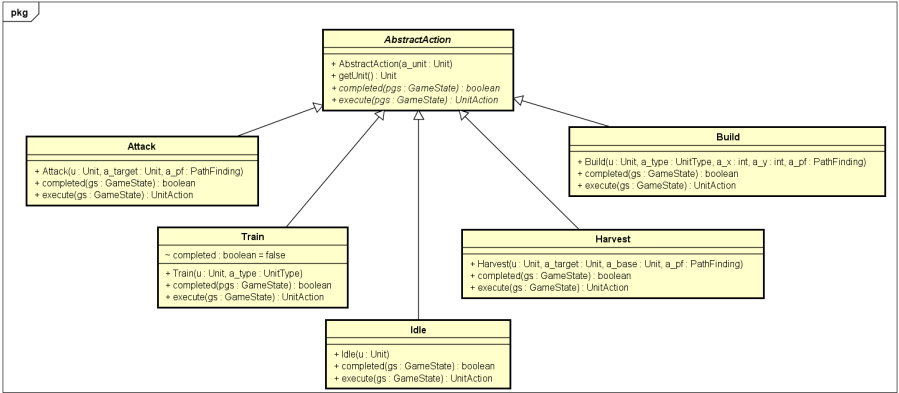 pkg
AbstractAction
+ AbstractAction(a_unit : Unit)
+ getUnit() : Unit
+ completed(pgs : GameState) : boolean
+ execute(pgs : GameState) : UnitAction
Attack
+ Attack(u : Unit, a_target : Unit, a_pf : PathFinding)
+ completed(gs : GameState) : boolean
+ execute(gs : GameState) : UnitAction
Build
+ Build(u : Unit, a_type : UnitType, a_x : int, a_y : int, a_pf : PathFinding)
+ completed(gs : GameState) : boolean
+ execute(gs : GameState) : UnitAction
Train
~ completed : boolean = false
+ Train(u : Unit, a_type : UnitType)
+ completed(pgs : GameState) : boolean
+ execute(gs : GameState) : UnitAction
Harvest
+ Harvest(u : Unit, a_target : Unit, a_base : Unit, a_pf : PathFinding)
+ completed(gs : GameState) : boolean
+ execute(gs : GameState) : UnitAction
Idle
+ Idle(u : Unit)
+ completed(gs : GameState) : boolean
+ execute(gs : GameState) : UnitAction